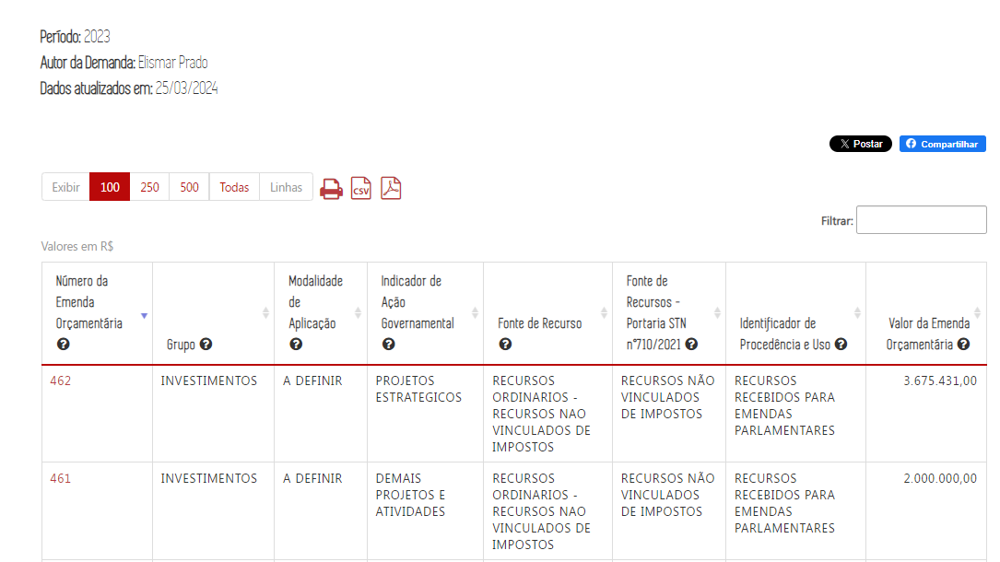 Período: 2023
Autor da Demanda: Elismar Prado
Dados atualizados em: 25/03/2024
Postar
Compartilhar
Exibir 100 250 500 Todas Linhas CSV
Filtrar:
Valores em R$
Número da
Emenda
Orçamentária
Grupo
Modalidade
de
Aplicação
Indicador de
Ação
Governamental
Fonte de Recurso
Fonte de
Recursos -
Portaria STN
n°710/2021
Identificador de
Procedência e Uso
Valor da Emenda
Orçamentária
462
INVESTIMENTOS
A DEFINIR
PROJETOS
ESTRATEGICOS
RECURSOS
ORDINARIOS -
RECURSOS NAO
VINCULADOS DE
IMPOSTOS
RECURSOS NÃO
VINCULADOS
DE IMPOSTOS
RECURSOS
RECEBIDOS PARA
EMENDAS
PARLAMENTARES
3.675.431,00
461
INVESTIMENTOS
A DEFINIR
DEMAIS
PROJETOS E
ATIVIDADES
RECURSOS
ORDINARIOS -
RECURSOS NAO
VINCULADOS DE
IMPOSTOS
RECURSOS NÃO
VINCULADOS
DE IMPOSTOS
RECURSOS
RECEBIDOS PARA
EMENDAS
PARLAMENTARES
2.000.000,00